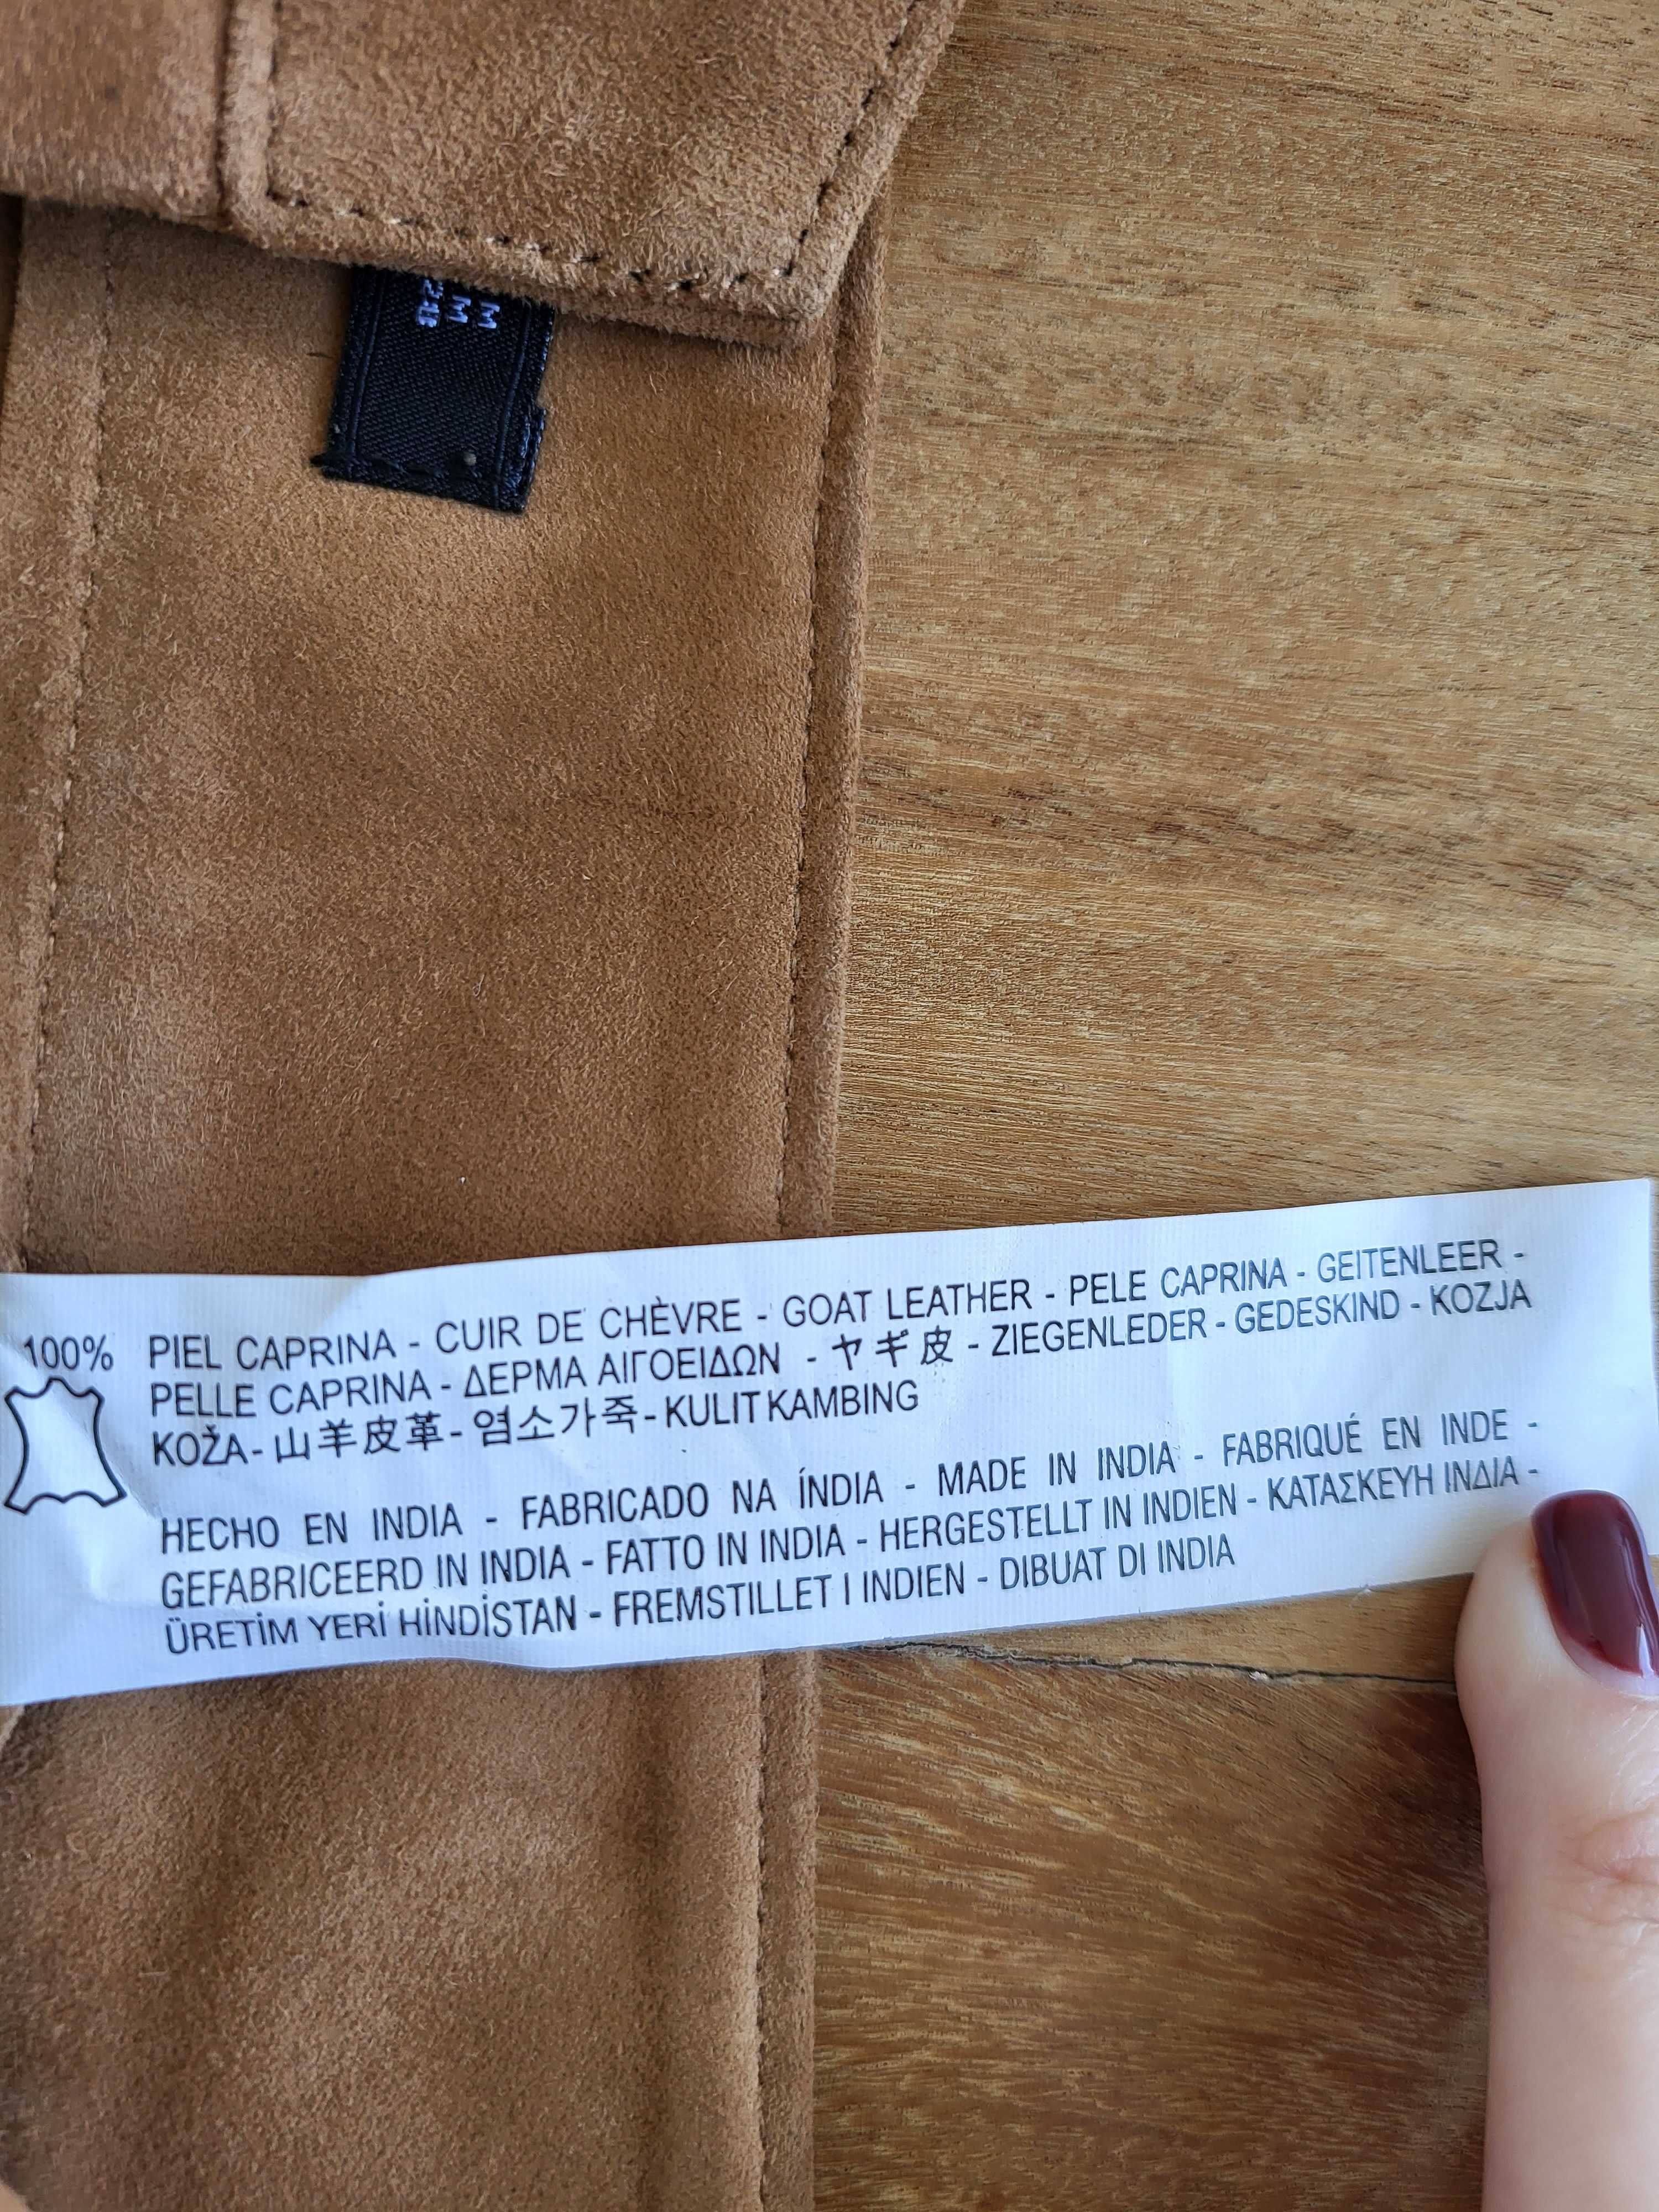 M
M
100% PIEL CAPRINA - CUIR DE CHÈVRE - GOAT LEATHER - PELE CAPRINA - GEITENLEER -
PELLE CAPRINA - ΔΕΡΜΑ ΑΙΓΟΕΙΔΩΝ - ヤギ皮 - ZIEGENLEDER - GEDESKIND - KOZJA
KOŽA - 山羊皮革 - 염소가죽 - KULIT KAMBING
HECHO EN INDIA - FABRICADO NA ÍNDIA - MADE IN INDIA - FABRIQUÉ EN INDE -
GEFABRICEERD IN INDIA - FATTO IN INDIA - HERGESTELLT IN INDIEN - ΚΑΤΑΣΚΕΥΗ ΙΝΔΙΑ -
ÜRETİM YERİ HİNDİSTAN - FREMSTILLET I INDIEN - DIBUAT DI INDIA